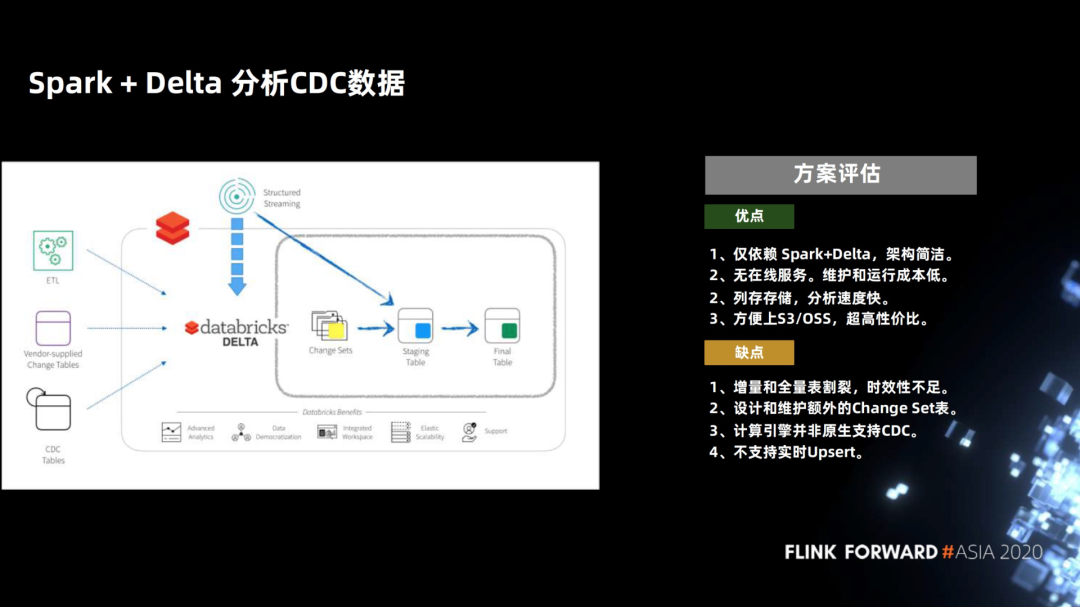 Spark + Delta 分析CDC数据
Structured
Streaming
ETL
databricks
DELTA
Vendor-supplied
Change Tables
CDC
Tables
Change Sets
Staging
Table
Final
Table
Databricks Benefits
Advanced
Analytics
Data
Democratization
Integrated
Workspace
Elastic
Scalability
Support
方案评估
优点
1、仅依赖 Spark+Delta，架构简洁。
2、无在线服务。维护和运行成本低。
2、列存存储，分析速度快。
3、方便上S3/OSS，超高性价比。
缺点
1、增量和全量表割裂，时效性不足。
2、设计和维护额外的Change Set表。
3、计算引擎并非原生支持CDC。
4、不支持实时Upsert。
FLINK FORWARD #ASIA 2020